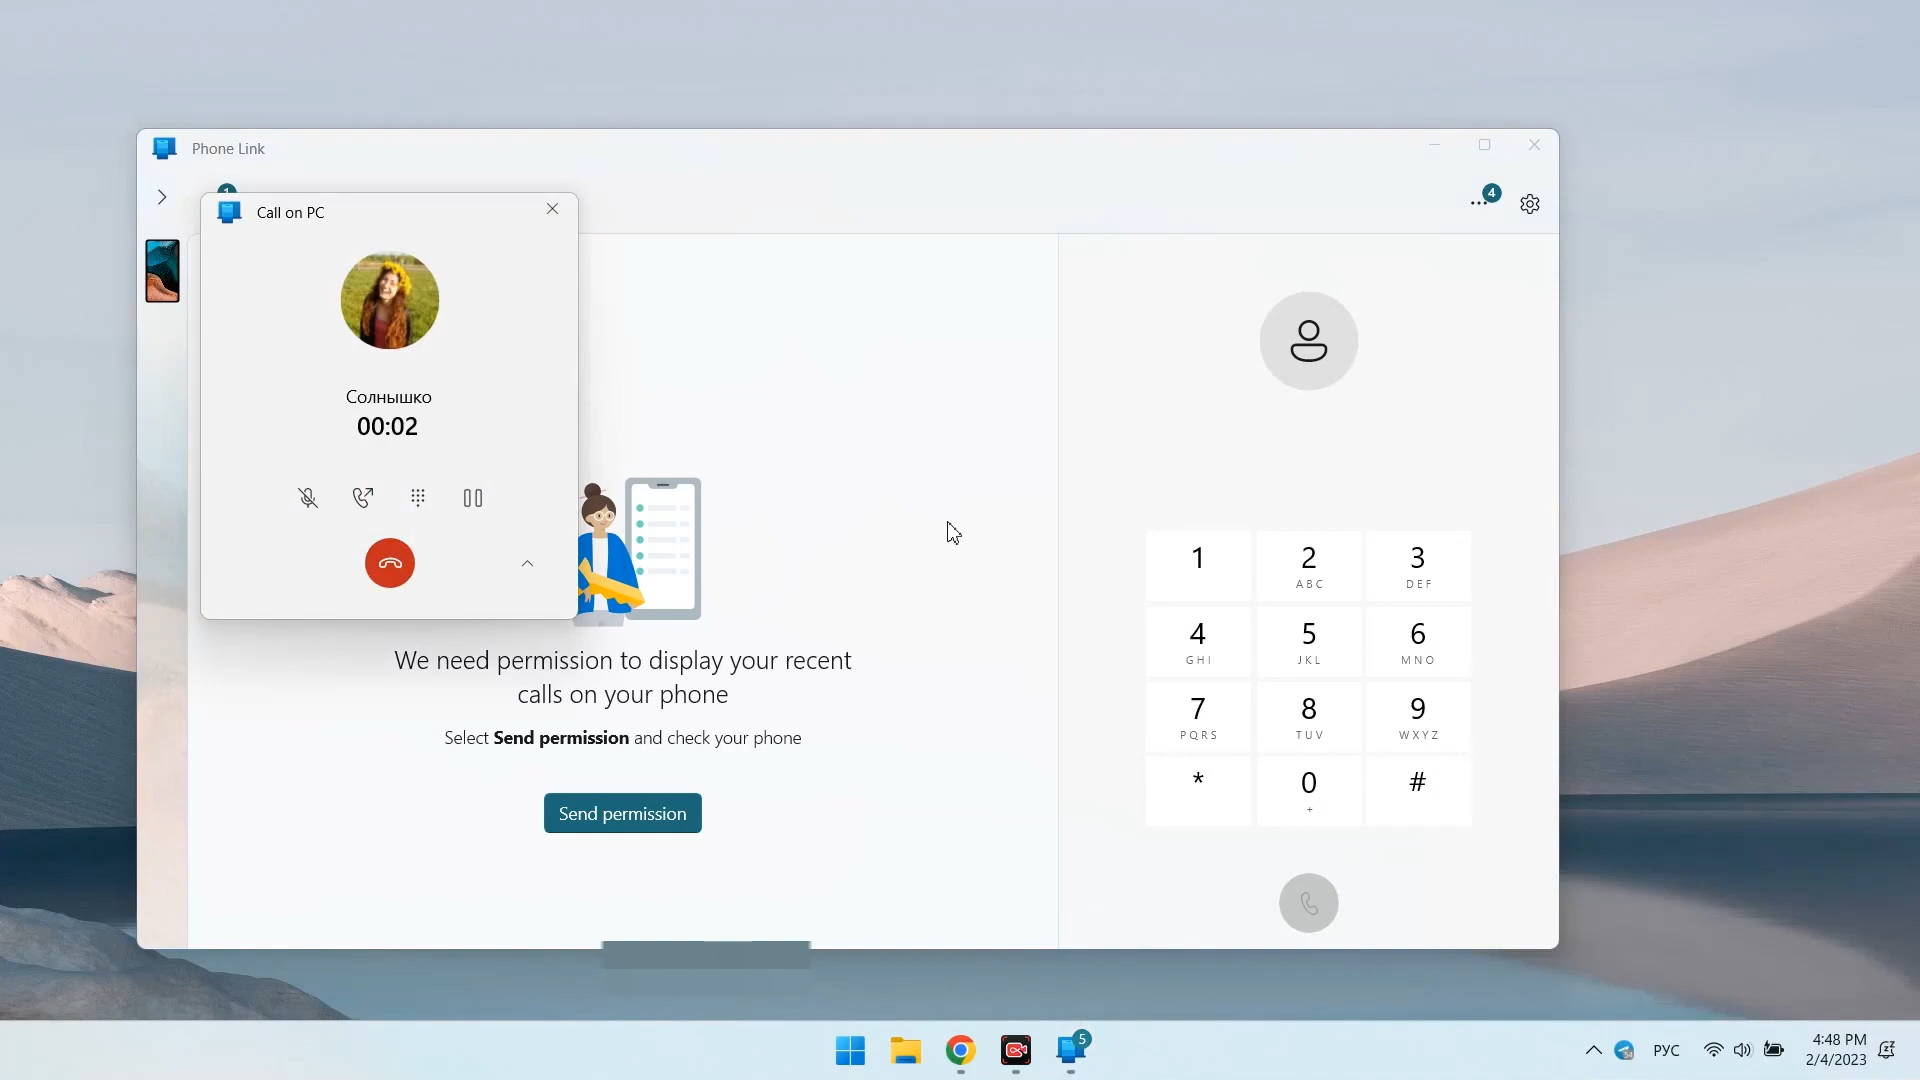 Phone Link
4
Call on PC
Солнышко
00:02
We need permission to display your recent
calls on your phone
Select Send permission and check your phone
Send permission
1
2
ABC
3
DEF
4
GHI
5
JKL
6
MNO
7
PQRS
8
TUV
9
WXYZ
*
0
+
#
5
РУС
4:48 PM
2/4/2023